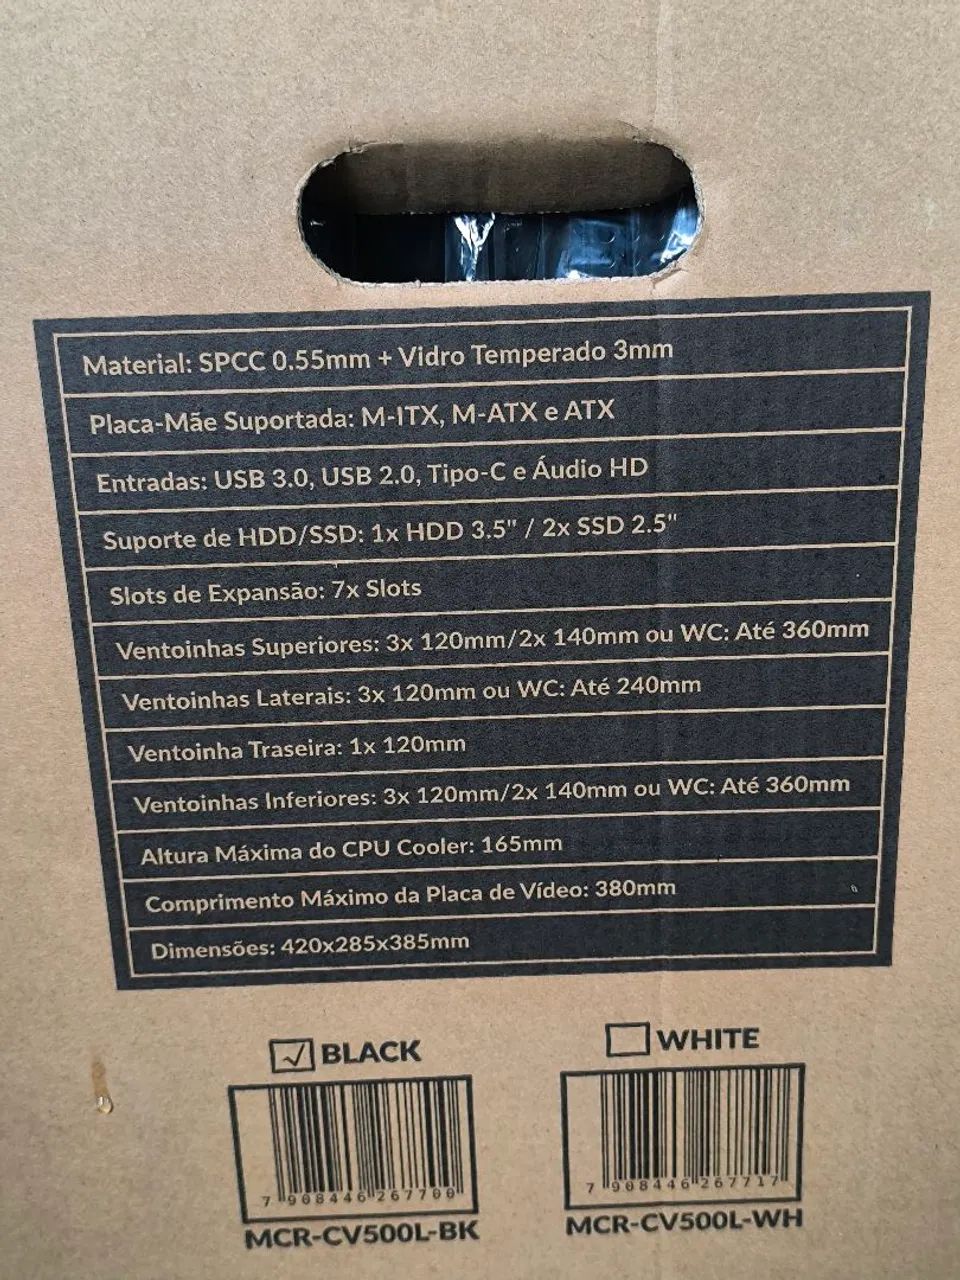 Material: SPCC 0.55mm + Vidro Temperado 3mm
Placa-Mãe Suportada: M-ITX, M-ATX e ATX
Entradas: USB 3.0, USB 2.0, Tipo-C e Áudio HD
Suporte de HDD/SSD: 1x HDD 3.5" / 2x SSD 2.5"
Slots de Expansão: 7x Slots
Ventoinhas Superiores: 3x 120mm/2x 140mm ou WC: Até 360mm
Ventoinhas Laterais: 3x 120mm ou WC: Até 240mm
Ventoinha Traseira: 1x 120mm
Ventoinhas Inferiores: 3x 120mm/2x 140mm ou WC: Até 360mm
Altura Máxima do CPU Cooler: 165mm
Comprimento Máximo da Placa de Vídeo: 380mm
Dimensões: 420x285x385mm
BLACK
WHITE
7 908446 267700
7 908446 267717
MCR-CV500L-BK
MCR-CV500L-WH